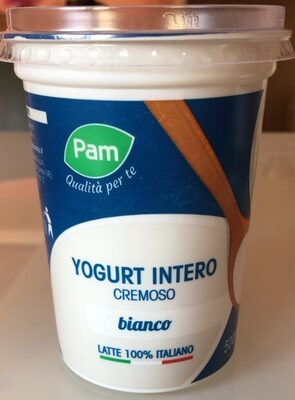 Pam
Qualità per te
YOGURT INTERO
CREMOSO
bianco
LATTE 100% ITALIANO